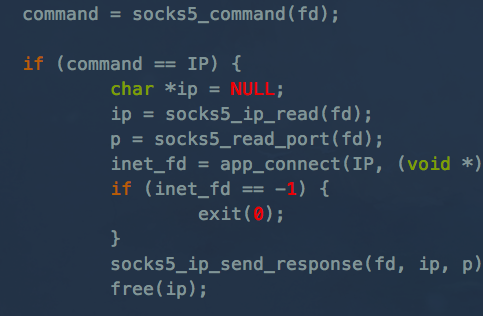 command = socks5_command(fd);
if (command == IP) {
char *ip = NULL;
ip = socks5_ip_read(fd);
p = socks5_read_port(fd);
inet_fd = app_connect(IP, (void *)
if (inet_fd == -1) {
exit(0);
}
socks5_ip_send_response(fd, ip, p)
free(ip);